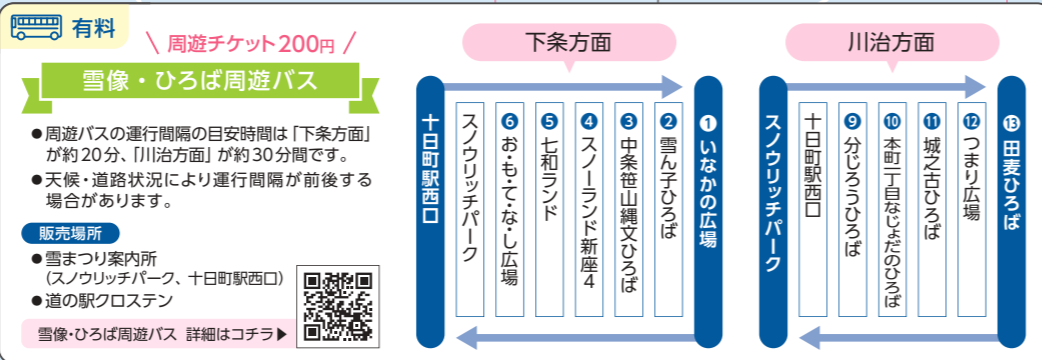 有料
周遊チケット200円
雪像・ひろば周遊バス
●周遊バスの運行間隔の目安時間は「下条方面」
が約20分、「川治方面」が約30分間です。
●天候・道路状況により運行間隔が前後する
場合があります。
販売場所
●雪まつり案内所
(スノウリッチパーク、十日町駅西口)
●道の駅クロステン
雪像・ひろば周遊バス 詳細はコチラ▶
下条方面
十日町駅西口
スノウリッチパーク
❻お・も・て・な・し広場
❺七和ランド
❹スノーランド新座4
❸中条笹山縄文ひろば
❷雪ん子ひろば
❶いなかの広場
川治方面
スノウリッチパーク
十日町駅西口
❾分じろうひろば
❿本町一丁目なじょだのひろば
⓫城之古ひろば
⓬つまり広場
⓭田麦ひろば